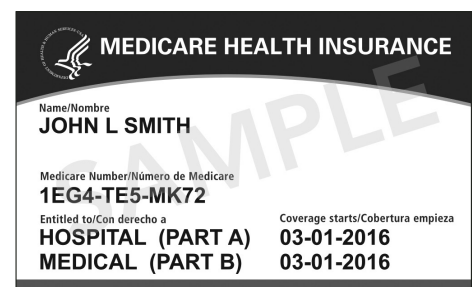 MEDICARE HEALTH INSURANCE
Name/Nombre
JOHN L SMITH
Medicare Number/Número de Medicare
1EG4-TE5-MK72
Entitled to/Con derecho a
Coverage starts/Cobertura empieza
HOSPITAL (PART A) 03-01-2016
MEDICAL (PART B) 03-01-2016
SAMPLE